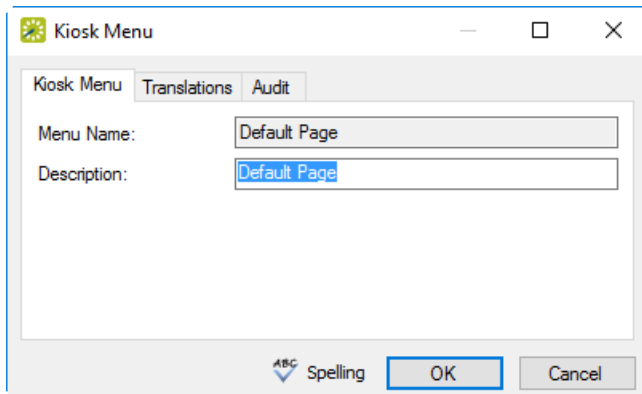 Kiosk Menu
Kiosk Menu Translations Audit
Menu Name: Default Page
Description: Default Page
ABC Spelling OK Cancel